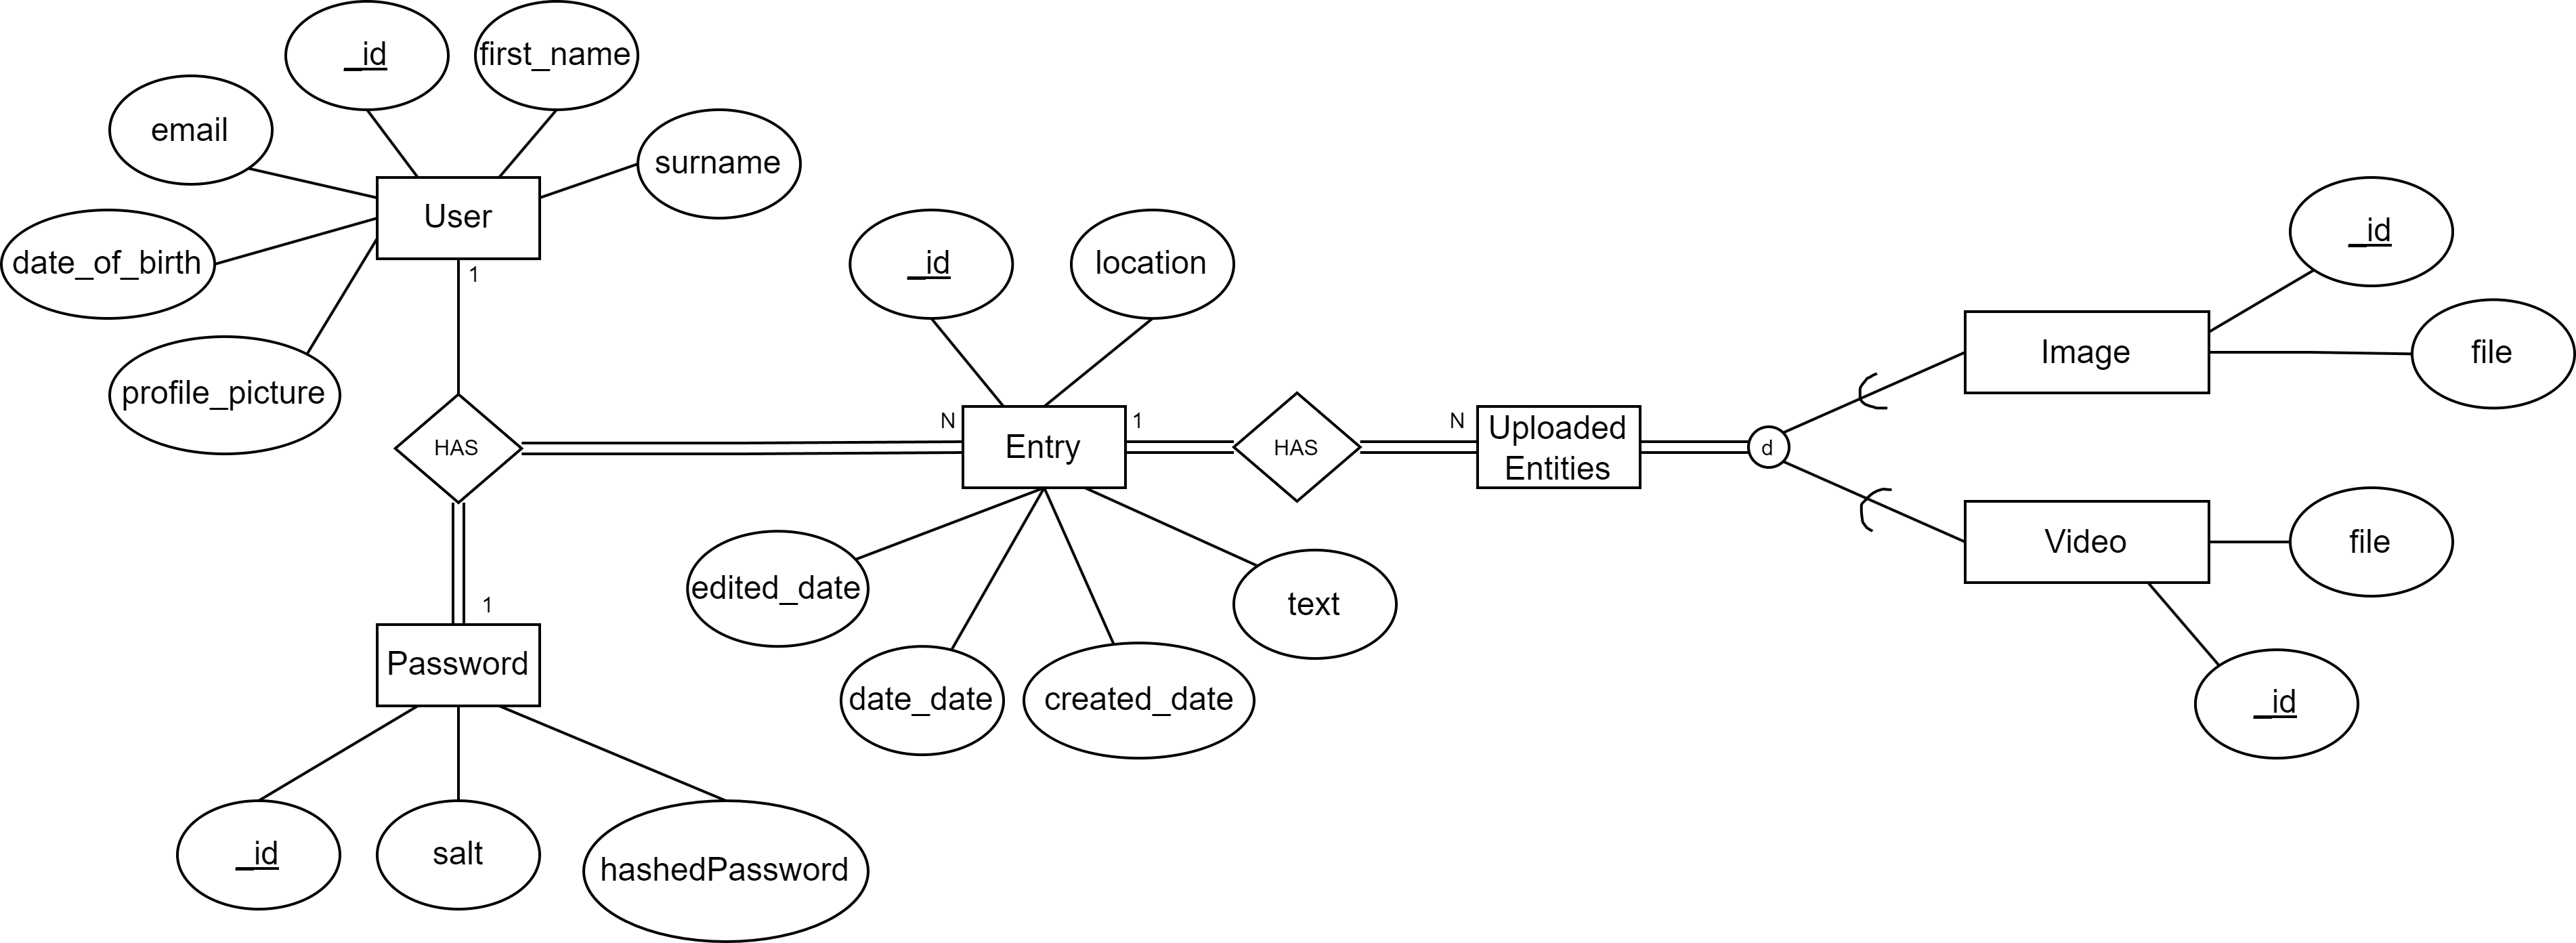 _id
first_name
email
surname
User
date_of_birth
1
profile_picture
HAS
_id
location
N
Entry
1
HAS
N
Uploaded
Entities
d
Image
_id
file
Video
file
_id
edited_date
date_date
created_date
text
1
Password
_id
salt
hashedPassword